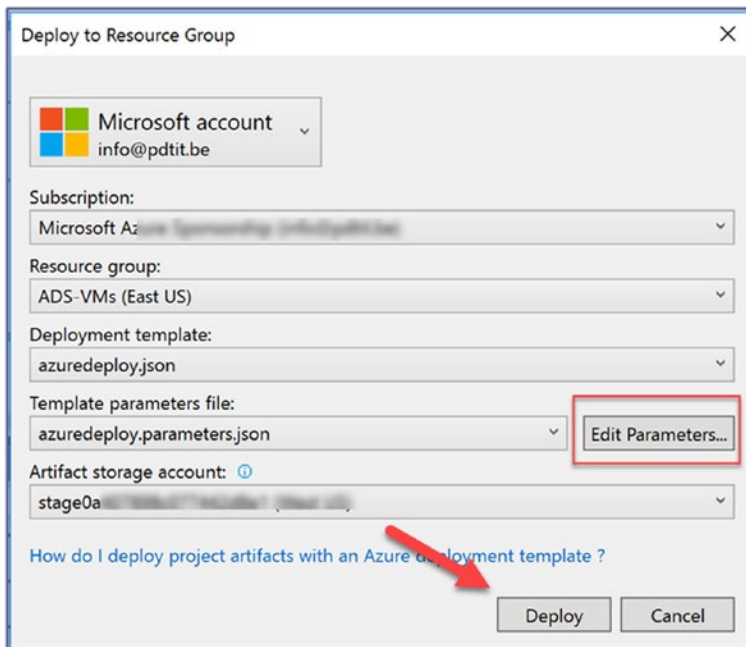 Deploy to Resource Group
Microsoft account
info@pdtit.be
Subscription:
Microsoft
Resource group:
ADS-VMs (East US)
Deployment template:
azuredeploy.json
Template parameters file:
azuredeploy.parameters.json
Edit Parameters...
Artifact storage account:
stage0a
How do I deploy project artifacts with an Azure deployment template ?
Deploy
Cancel